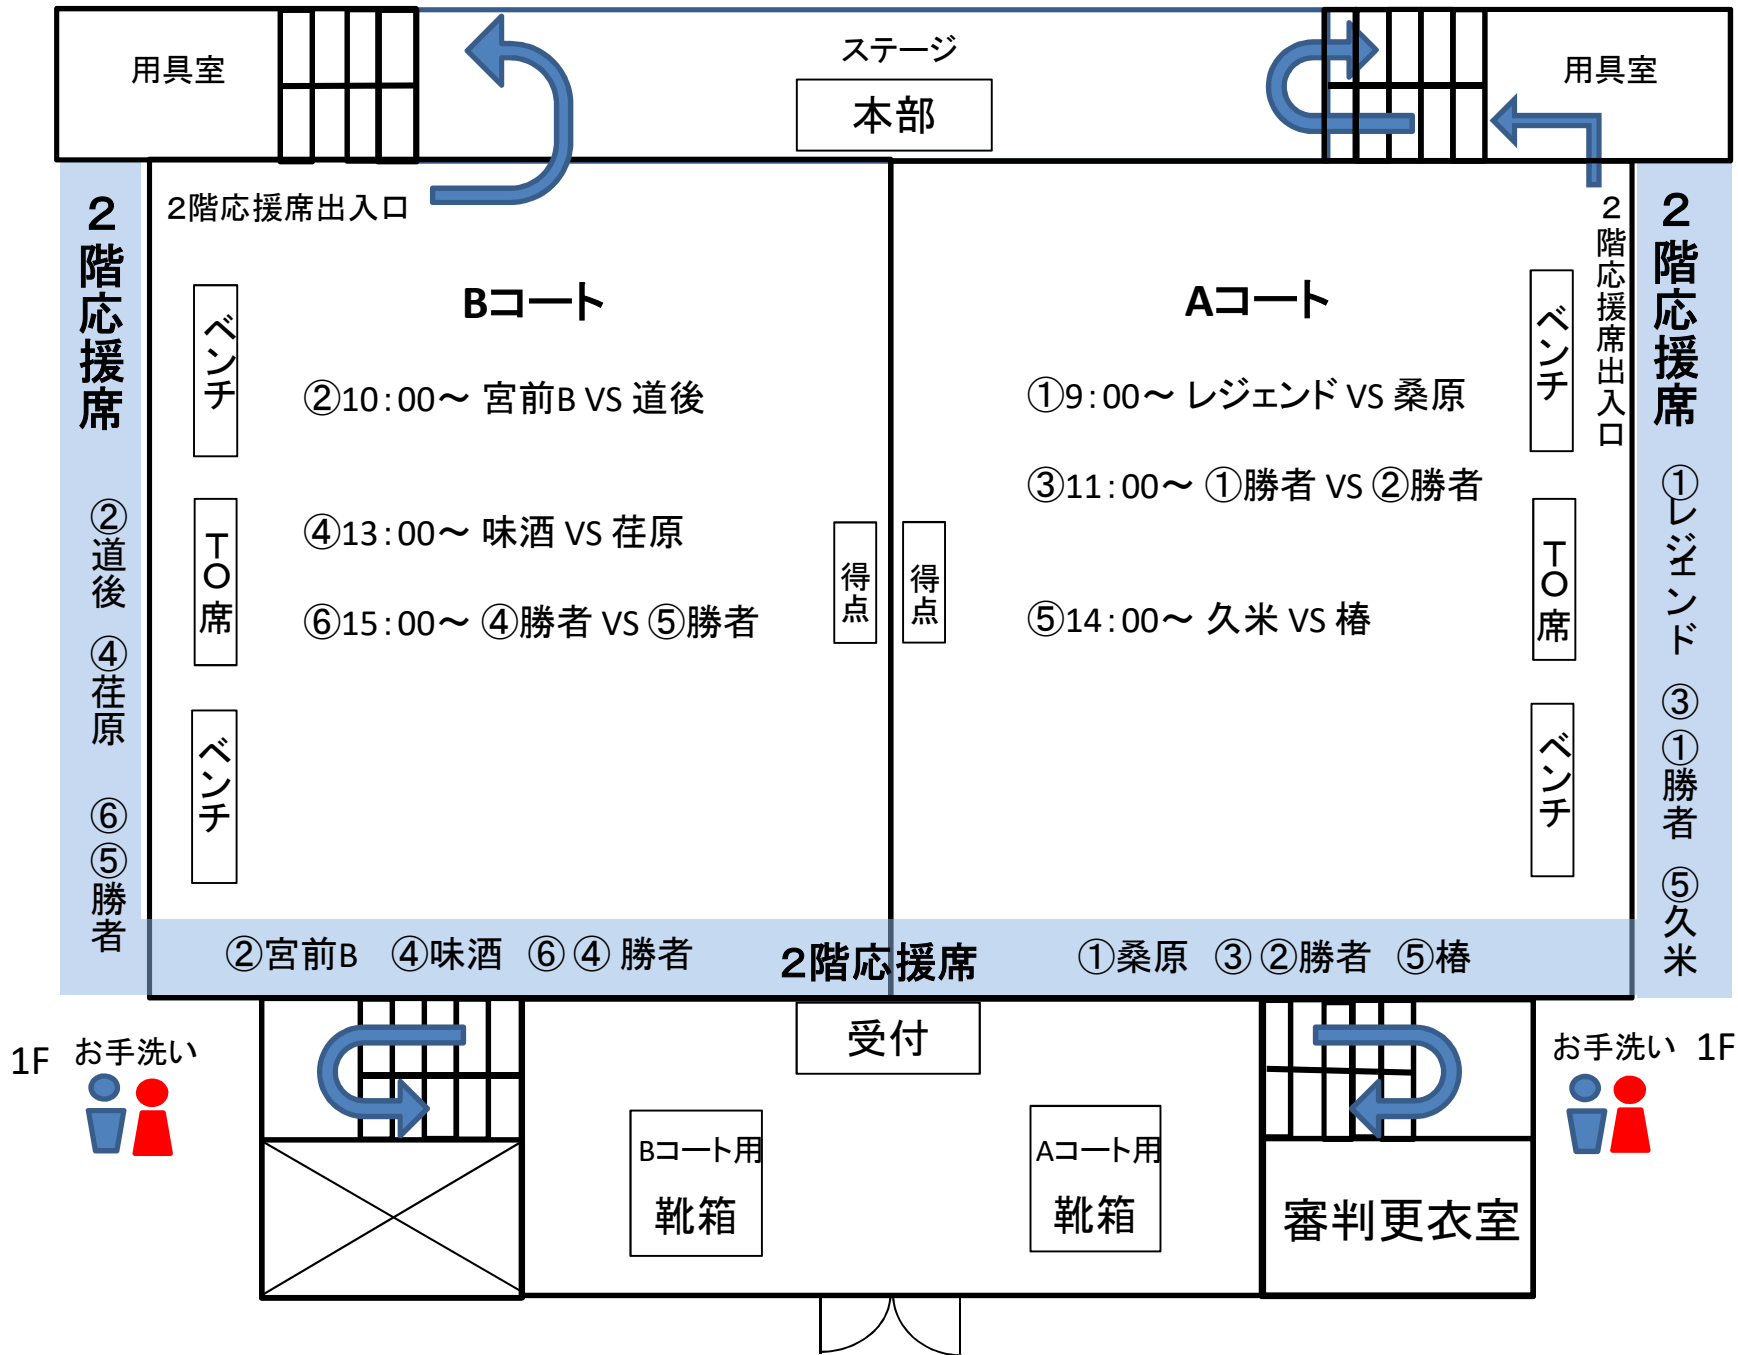 用具室
ステージ
本部
用具室
2階応援席
2階応援席出入口
2階応援席出入口
2階応援席
Bコート
Aコート
ベンチ
ベンチ
②10:00～ 宮前B VS 道後
①9:00～ レジェンド VS 桑原
③11:00～ ①勝者 VS ②勝者
④13:00～ 味酒 VS 荏原
⑥15:00～ ④勝者 VS ⑤勝者
⑤14:00～ 久米 VS 椿
TO席
得点
得点
TO席
ベンチ
ベンチ
②道後 ④荏原 ⑥⑤勝者
①レジェンド ③①勝者 ⑤久米
②宮前B ④味酒 ⑥④勝者
2階応援席
①桑原 ③②勝者 ⑤椿
1F お手洗い
受付
お手洗い 1F
Bコート用
靴箱
Aコート用
靴箱
審判更衣室